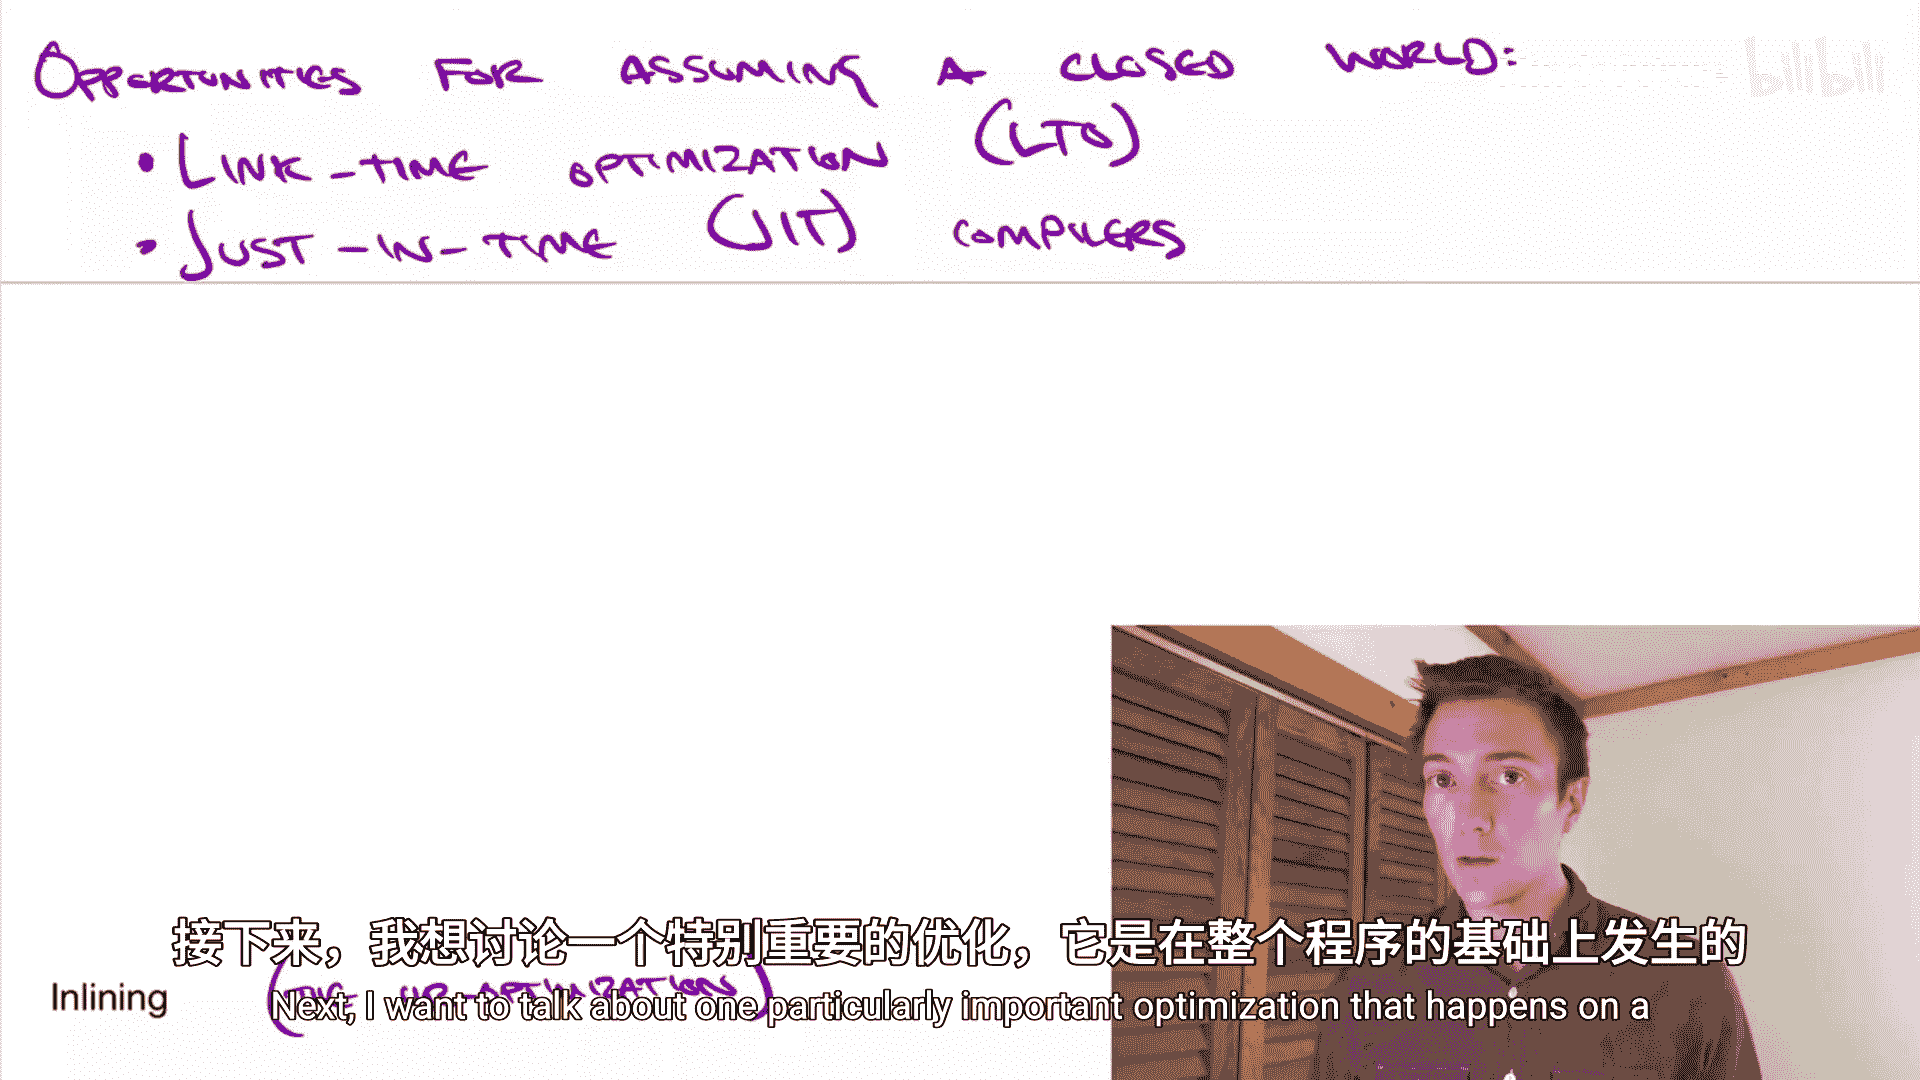 OPPORTUNITIES FOR ASSUMING A CLOSED WORLD:
bilibili
• LINK-TIME OPTIMIZATION (LTO)
• JUST-IN-TIME (JIT) COMPILERS
接下来，我想讨论一个特别重要的优化，它是在整个程序的基础上发生的
Inlining
(THE OPTIMIZATION)
Next, I want to talk about one particularly important optimization that happens on a